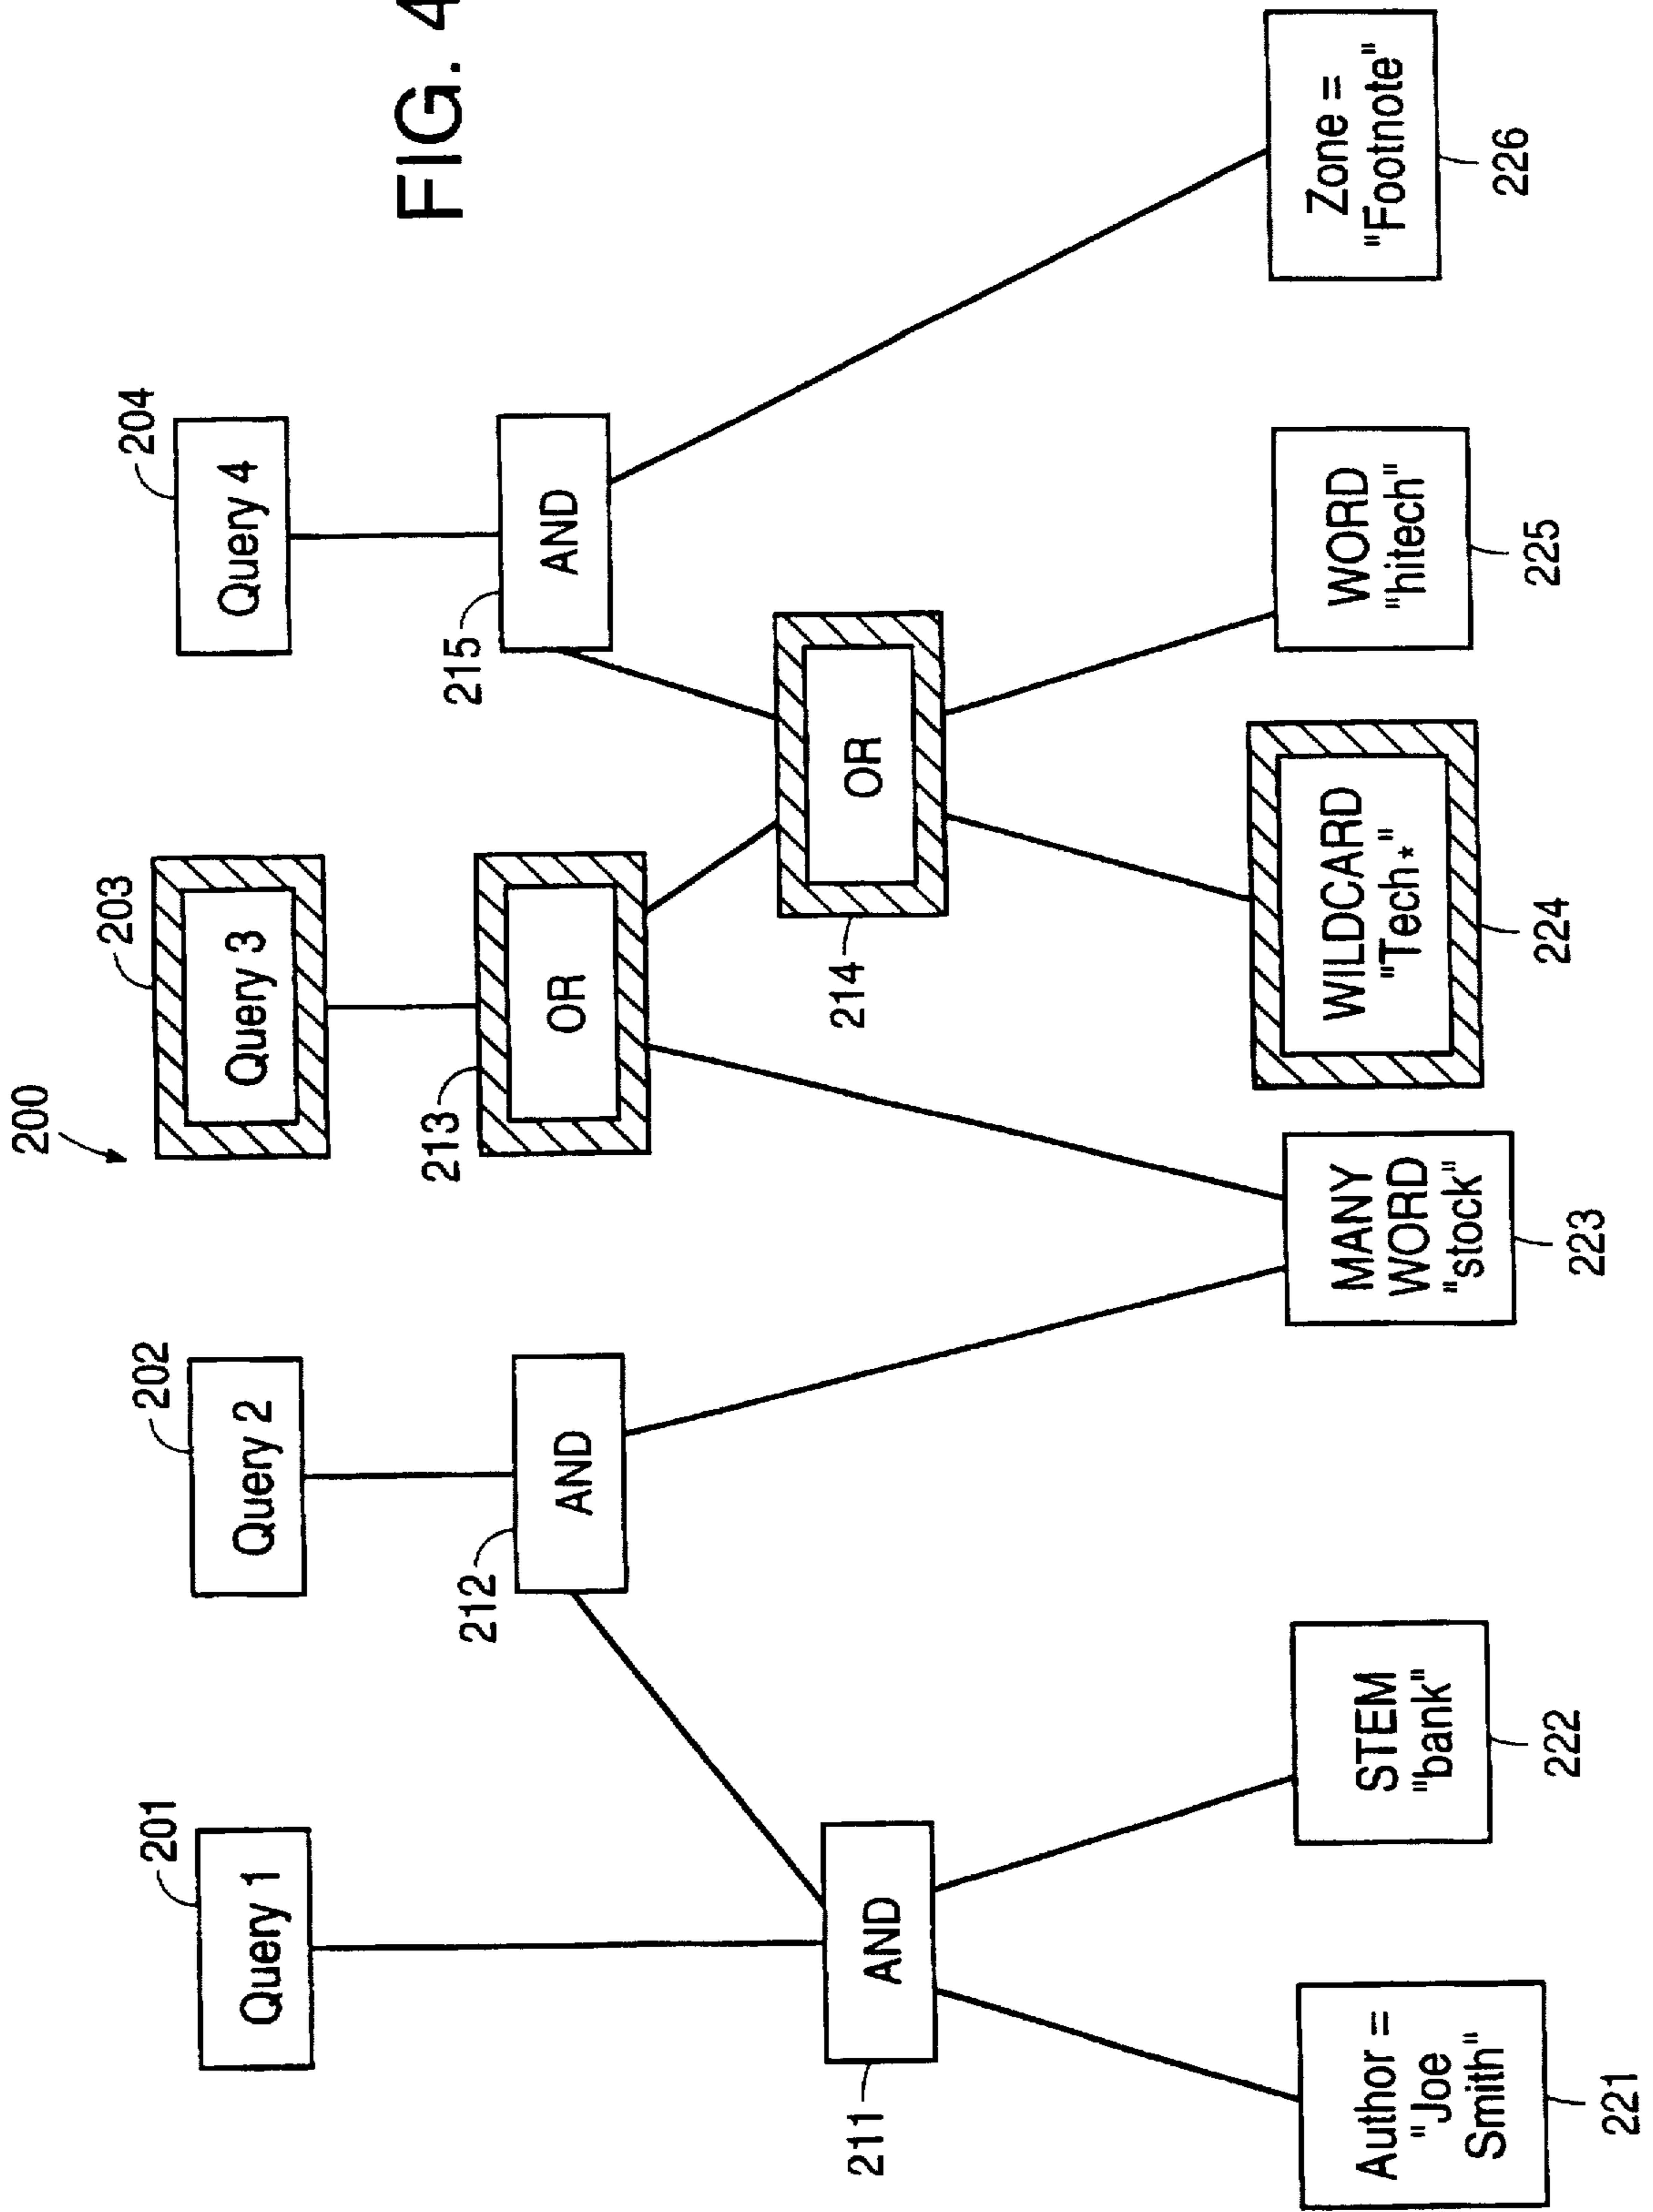 FIG. 4
200
201
Query 1
202
Query 2
203
Query 3
204
Query 4
212
AND
213
OR
215
AND
211
AND
214
OR
Author =
"Joe
Smith"
221
STEM
"bank"
222
MANY
WORD
"stock"
223
WILDCARD
"Tech*"
224
WORD
"hitech"
225
Zone =
"Footnote"
226